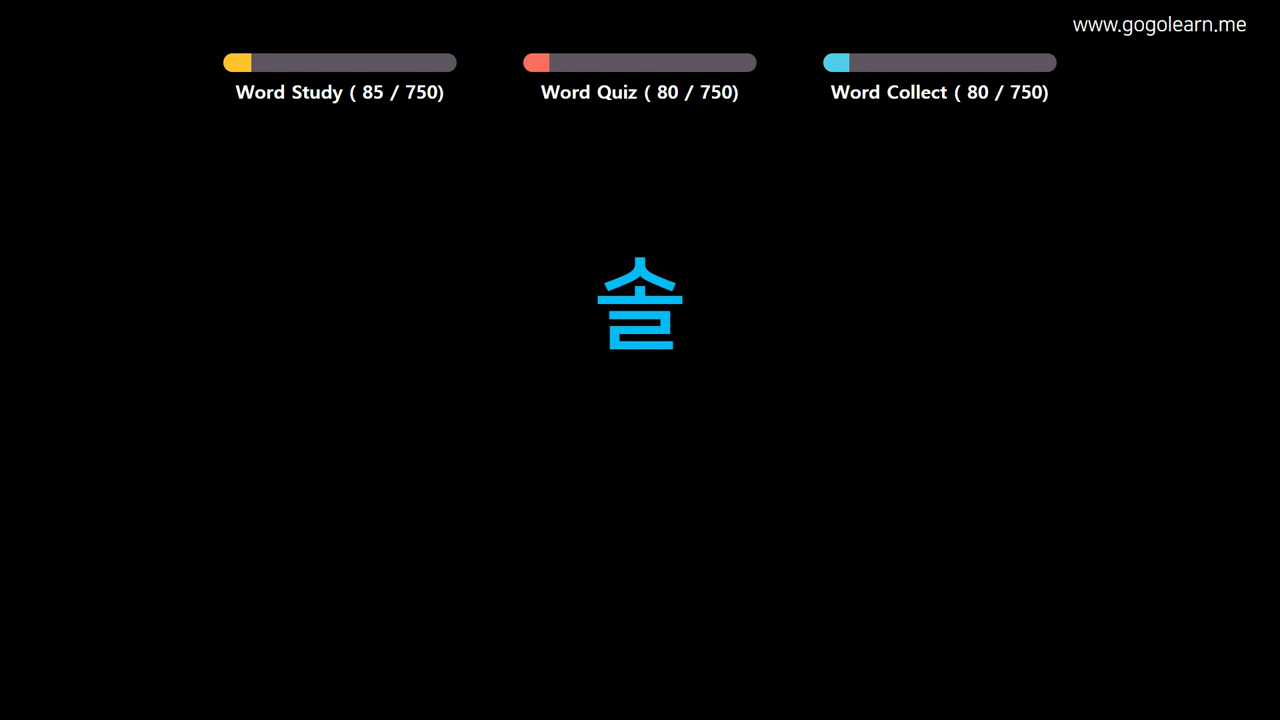 www.gogolearn.me
Word Study ( 85 / 750)
Word Quiz ( 80 / 750)
Word Collect ( 80 / 750)
솔